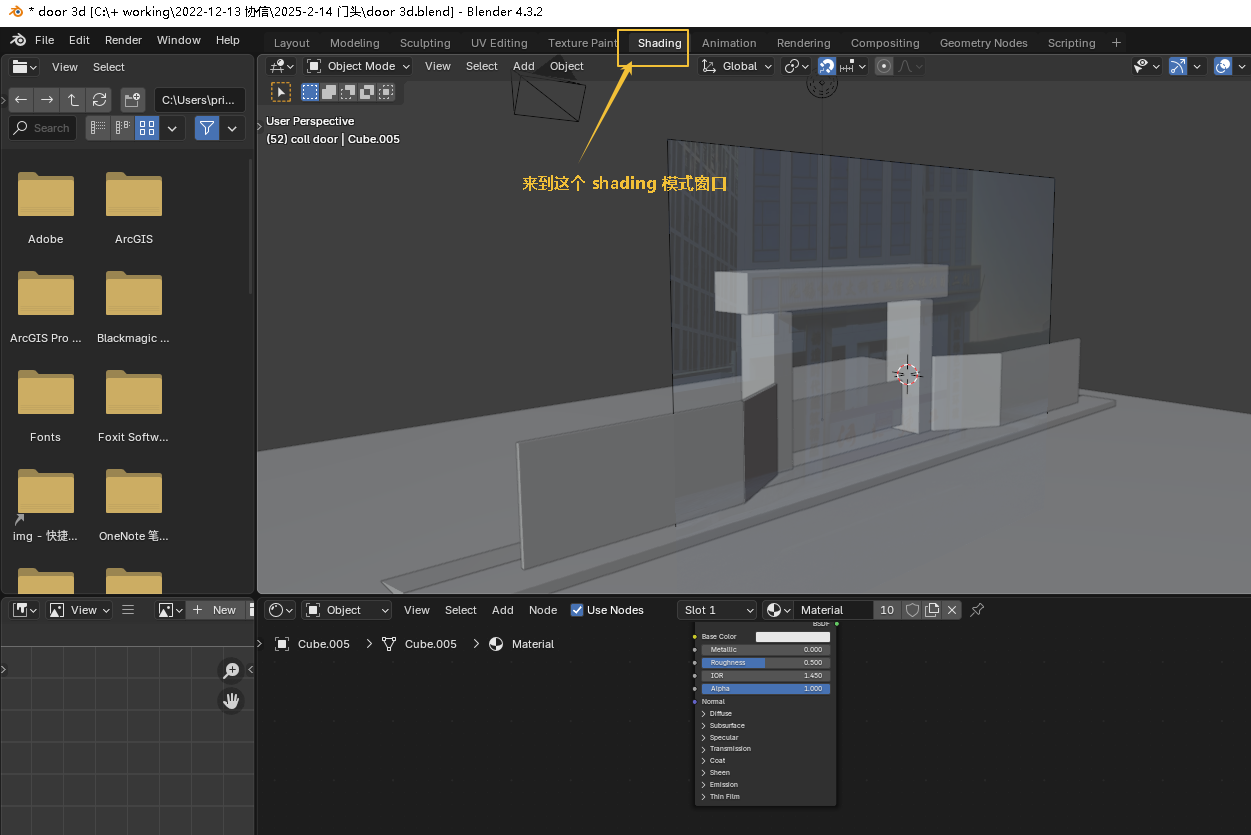 * door 3d [C:\+ working\2022-12-13 协信\2025-2-14 门头\door 3d.blend] - Blender 4.3.2
File Edit Render Window Help
Layout Modeling Sculpting UV Editing Texture Paint Shading Animation Rendering Compositing Geometry Nodes Scripting +
View Select
Object Mode View Select Add Object Global
C:\Users\pri...
Search
User Perspective
(52) coll door | Cube.005
来到这个 shading 模式窗口
Adobe ArcGIS
ArcGIS Pro ... Blackmagic ...
Fonts Foxit Softw...
img - 快捷... OneNote 笔...
View + New
Object View Select Add Node Use Nodes Slot 1 Material 10
Cube.005 > Cube.005 > Material
BSDF
Base Color
Metallic 0.000
Roughness 0.500
IOR 1.450
Alpha 1.000
Normal
Diffuse
Subsurface
Specular
Transmission
Coat
Sheen
Emission
Thin Film